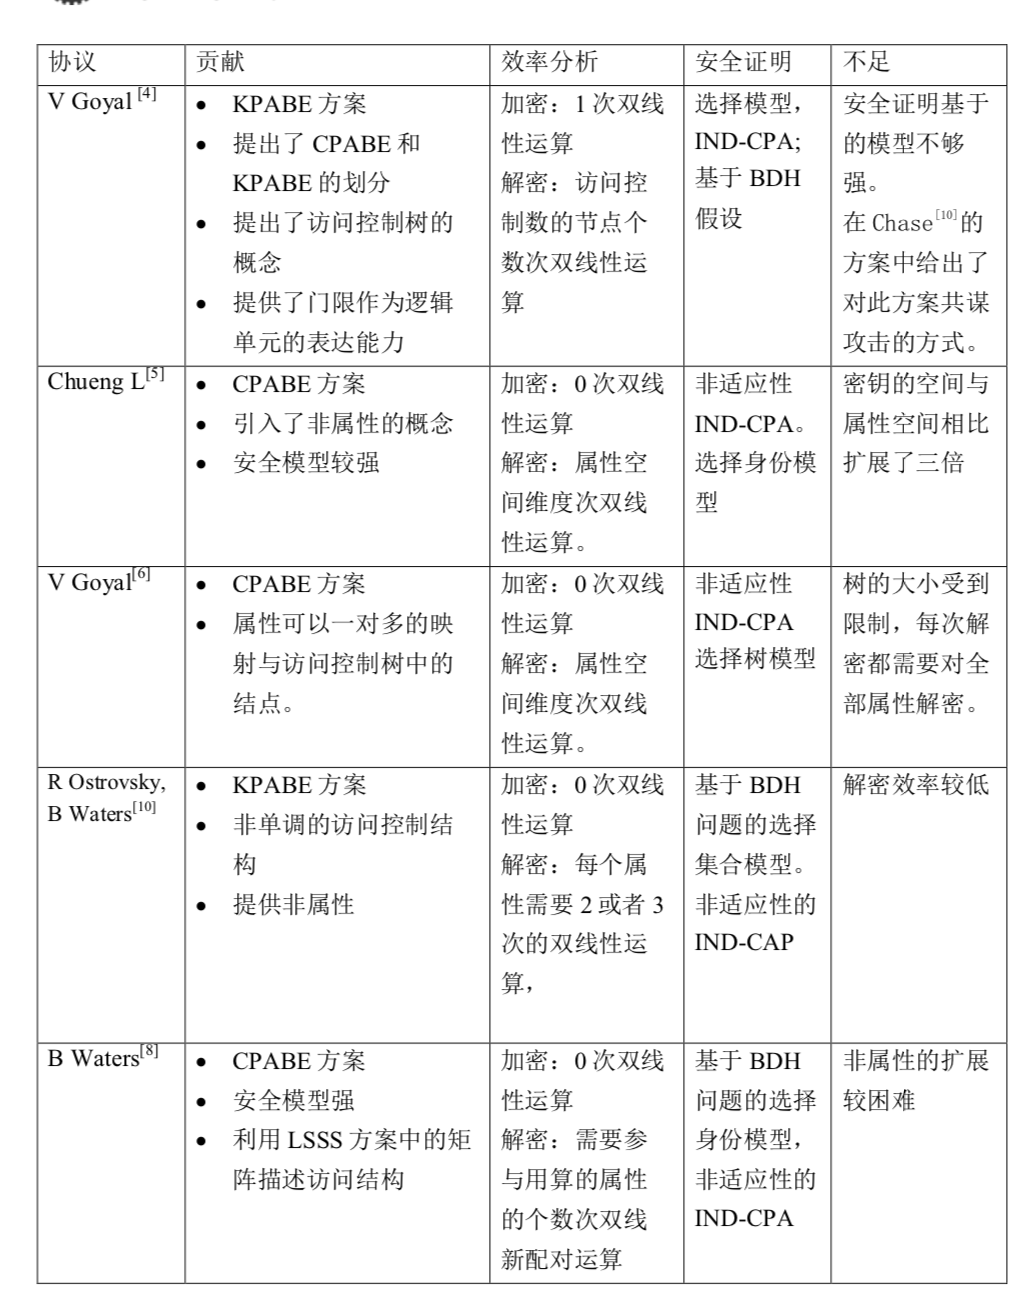 协议 贡献 效率分析 安全证明 不足
V Goyal [4]
● KPABE 方案
● 提出了 CPABE 和
KPABE 的划分
● 提出了访问控制树的
概念
● 提供了门限作为逻辑
单元的表达能力
加密：1 次双线
性运算
解密：访问控
制数的节点个
数次双线性运
算
选择模型，
IND-CPA;
基于 BDH
假设
安全证明基于
的模型不够
强。
在 Chase[10]的
方案中给出了
对此方案共谋
攻击的方式。
Chueng L[5]
● CPABE 方案
● 引入了非属性的概念
● 安全模型较强
加密：0 次双线
性运算
解密：属性空
间维度次双线
性运算。
非适应性
IND-CPA。
选择身份模
型
密钥的空间与
属性空间相比
扩展了三倍
V Goyal[6]
● CPABE 方案
● 属性可以一对多的映
射与访问控制树中的
结点。
加密：0 次双线
性运算
解密：属性空
间维度次双线
性运算。
非适应性
IND-CPA
选择树模型
树的大小受到
限制，每次解
密都需要对全
部属性解密。
R Ostrovsky,
B Waters[10]
● KPABE 方案
● 非单调的访问控制结
构
● 提供非属性
加密：0 次双线
性运算
解密：每个属
性需要 2 或者 3
次的双线性运
算，
基于 BDH
问题的选择
集合模型。
非适应性的
IND-CAP
解密效率较低
B Waters[8]
● CPABE 方案
● 安全模型强
● 利用 LSSS 方案中的矩
阵描述访问结构
加密：0 次双线
性运算
解密：需要参
与用算的属性
的个数次双线
新配对运算
基于 BDH
问题的选择
身份模型，
非适应性的
IND-CPA
非属性的扩展
较困难